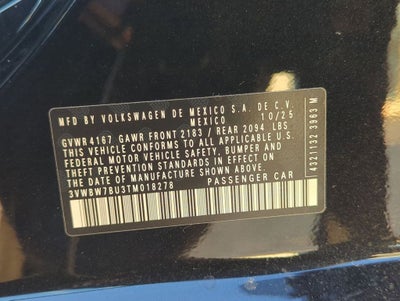 MFD BY VOLKSWAGEN DE MEXICO S.A. DE C.V.
MEXICO 10/25
GVWR 4167 GAWR FRONT 2183 / REAR 2094 LBS
THIS VEHICLE CONFORMS TO ALL APPLICABLE U.S.
FEDERAL MOTOR VEHICLE SAFETY, BUMPER, AND
THEFT PREVENTION STANDARDS IN EFFECT ON THE
DATE OF MANUFACTURE SHOWN ABOVE.
3VWBW7BU3TM018278 PASSENGER CAR
4321132 3963 M